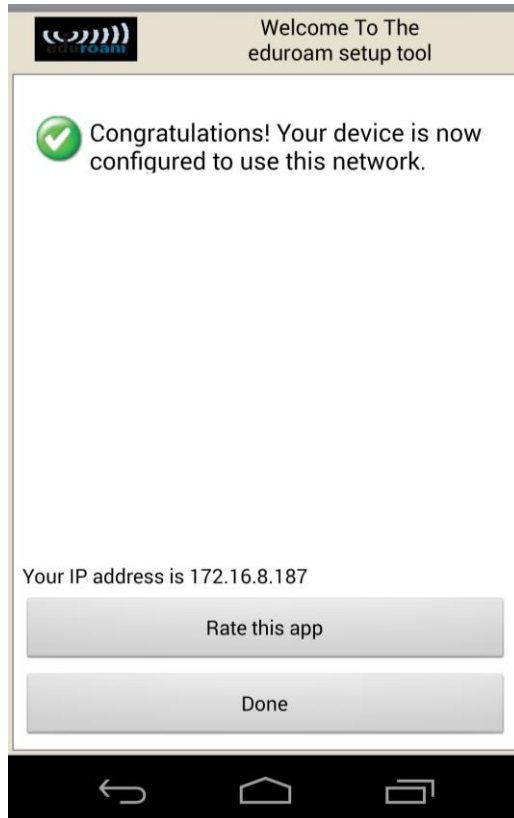 eduroam
Welcome To The
eduroam setup tool
Congratulations! Your device is now
configured to use this network.
Your IP address is 172.16.8.187
Rate this app
Done